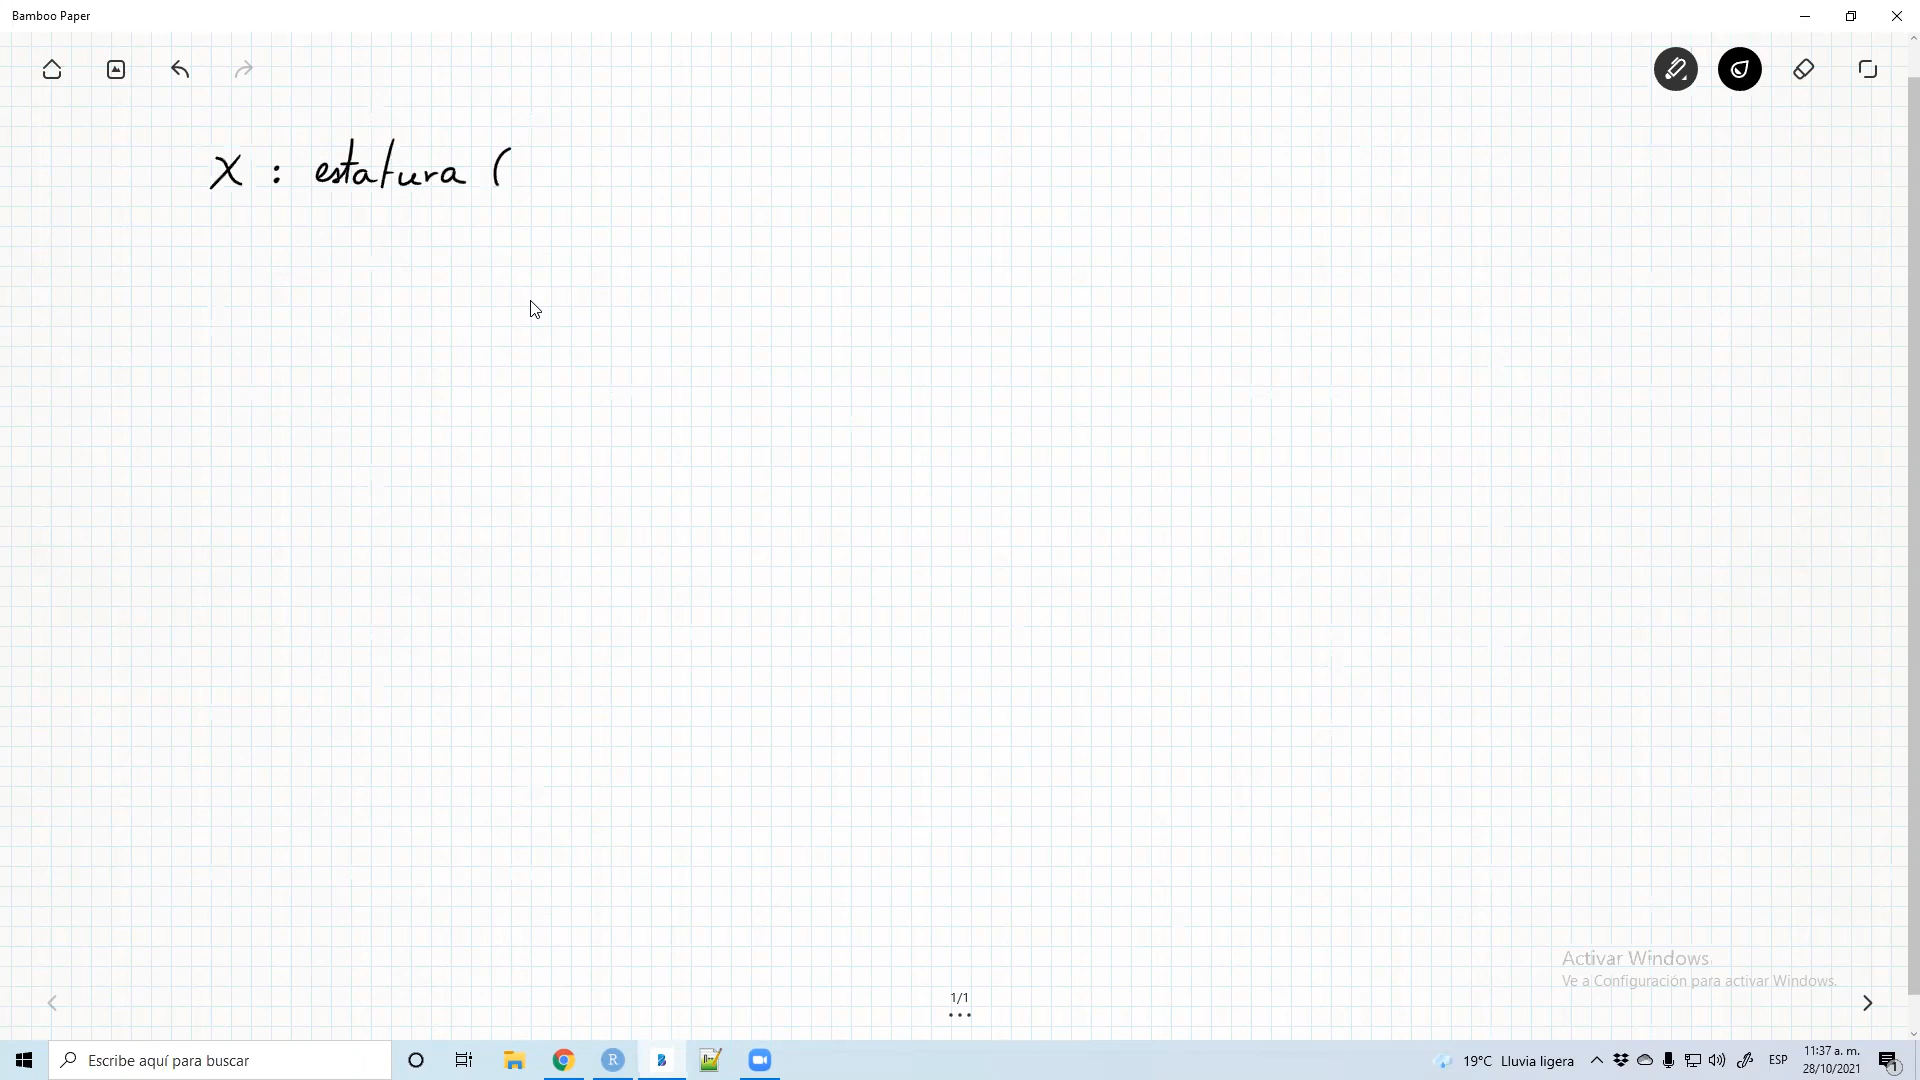 Bamboo Paper
X : estatura (
Activar Windows
Ve a Configuración para activar Windows.
1/1
Escribe aquí para buscar
R
19°C Lluvia ligera
ESP
11:37 a. m.
28/10/2021
1